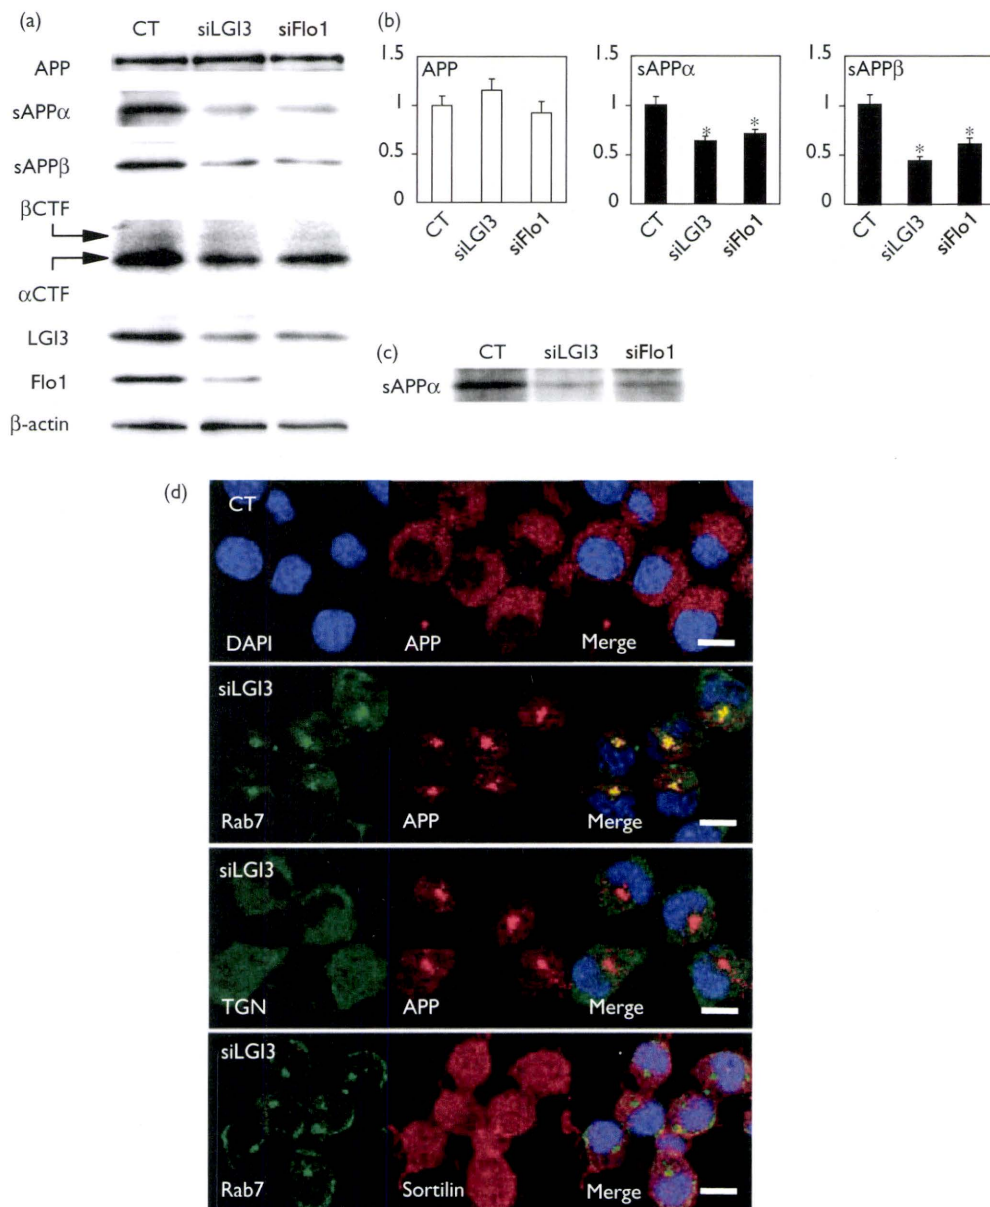 (a)
CT siLGI3 siFlo1
APP
sAPPα
sAPPβ
βCTF
αCTF
LGI3
Flo1
β-actin
(b)
1.5
1
0.5
0
APP
CT
siLGI3
siFlo1
1.5
1
0.5
0
sAPPα
*
*
CT
siLGI3
siFlo1
1.5
1
0.5
0
sAPPβ
*
*
CT
siLGI3
siFlo1
(c)
CT siLGI3 siFlo1
sAPPα
(d)
CT
DAPI APP Merge
siLGI3
Rab7 APP Merge
siLGI3
TGN APP Merge
siLGI3
Rab7 Sortilin Merge